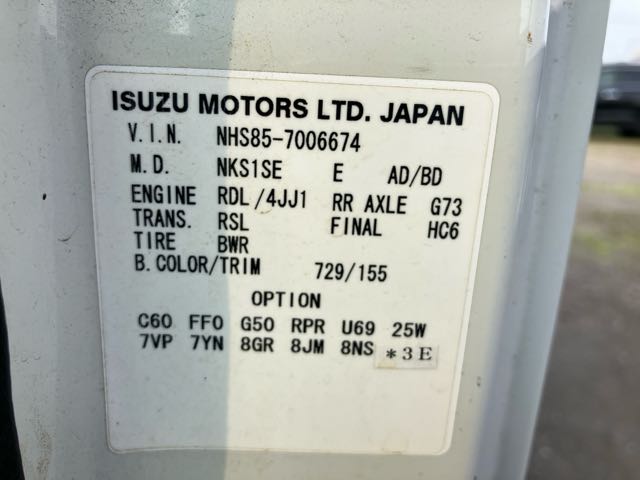 ISUZU MOTORS LTD. JAPAN
V.I.N. NHS85-7006674
M.D. NKS1SE E AD/BD
ENGINE RDL/4JJ1 RR AXLE G73
TRANS. RSL FINAL HC6
TIRE BWR
B.COLOR/TRIM 729/155
OPTION
C60 FF0 G50 RPR U69 25W
7VP 7YN 8GR 8JM 8NS *3E